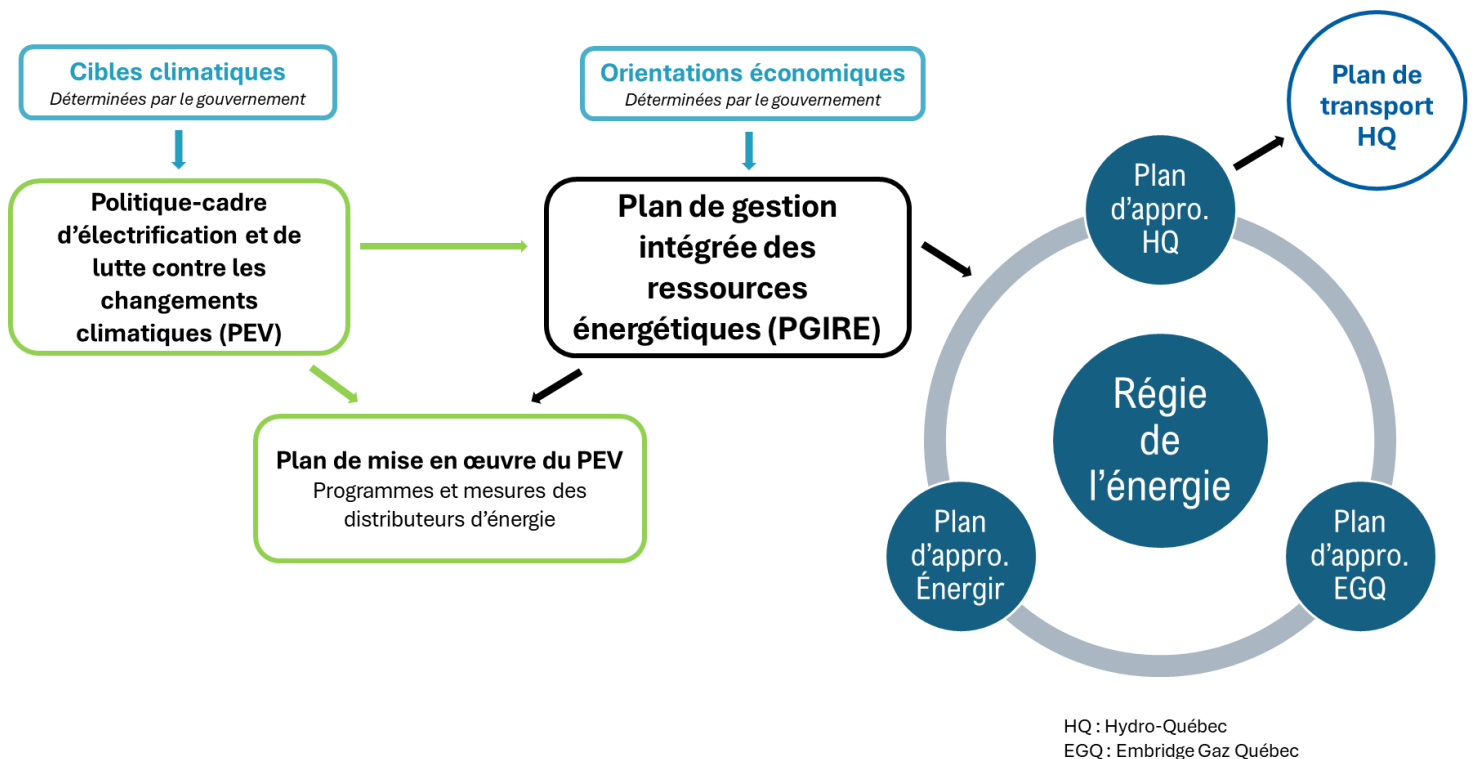 Cibles climatiques
Déterminées par le gouvernement
Orientations économiques
Déterminées par le gouvernement
Plan de
transport
HQ
Politique-cadre
d’électrification et de
lutte contre les
changements
climatiques (PEV)
Plan de gestion
intégrée des
ressources
énergétiques (PGIRE)
Plan
d’appro.
HQ
Plan de mise en œuvre du PEV
Programmes et mesures des
distributeurs d’énergie
Régie
de
l’énergie
Plan
d’appro.
Énergir
Plan
d’appro.
EGQ
HQ : Hydro-Québec
EGQ : Embridge Gaz Québec